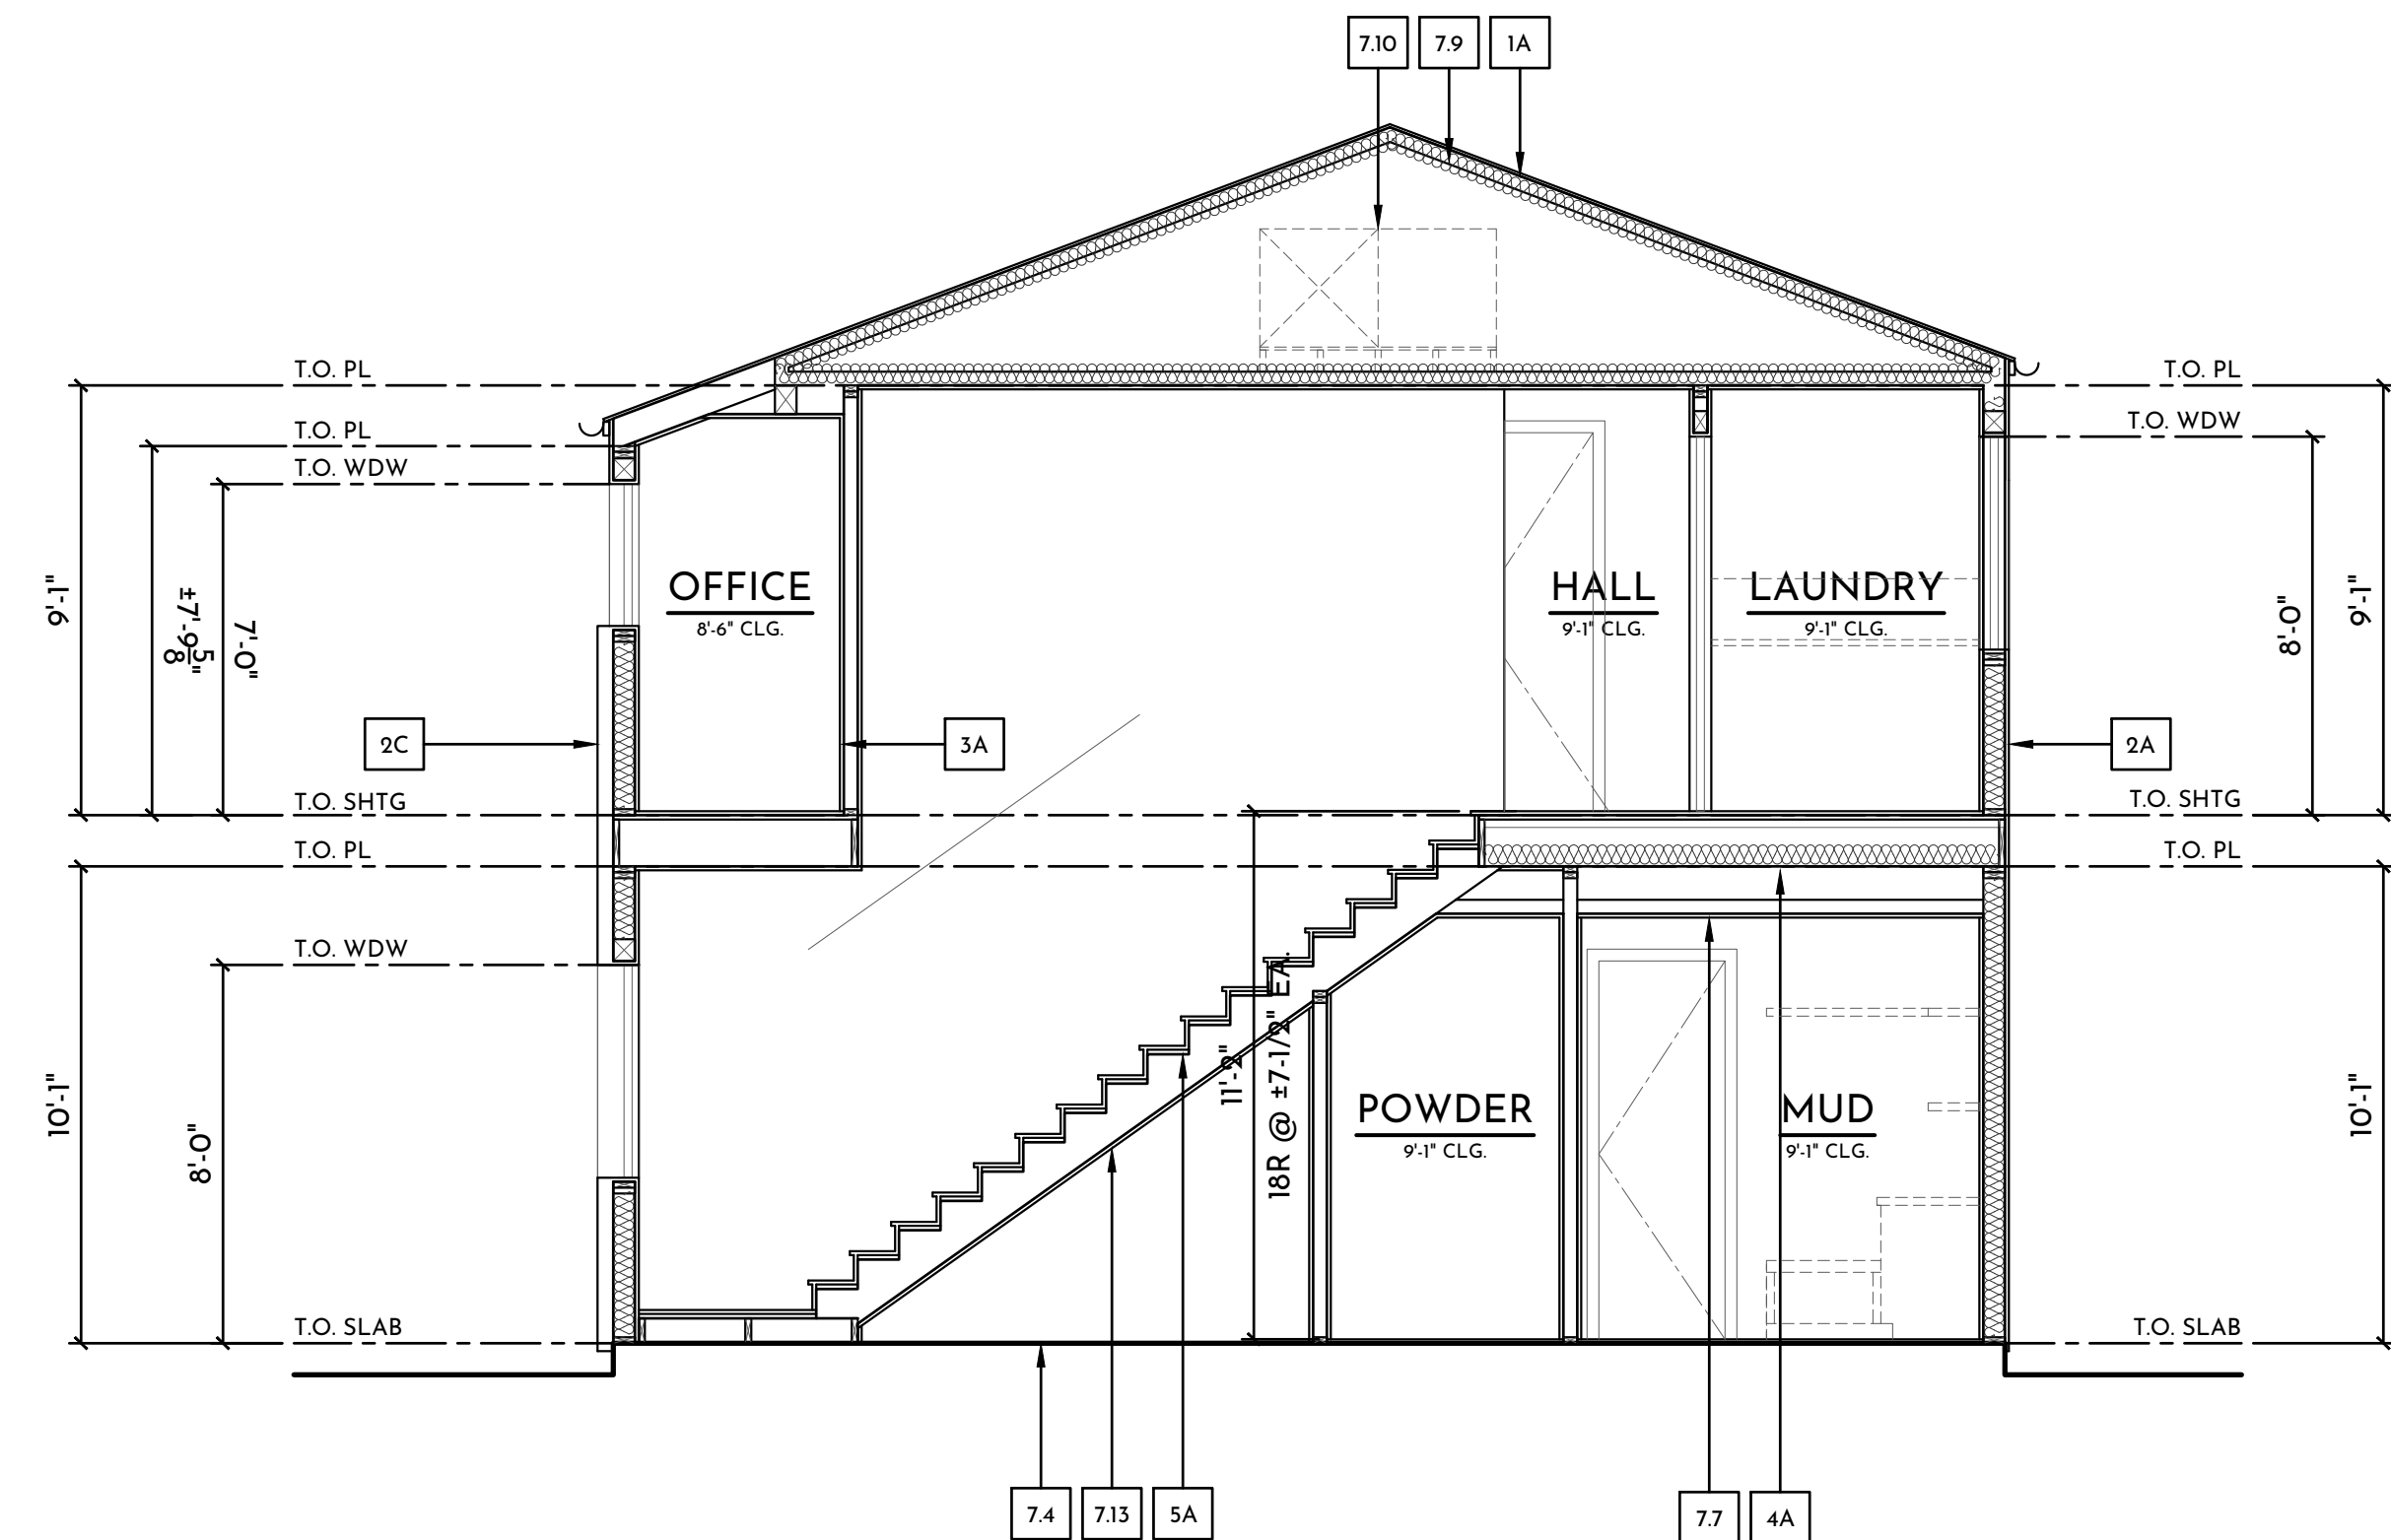 7.10
7.9
1A
T.O. PL
T.O. PL
T.O. PL
T.O. WDW
T.O. WDW
9'-1"
±7'-9 5/8"
7'-0"
OFFICE
8'-6" CLG.
HALL
9'-1" CLG.
LAUNDRY
9'-1" CLG.
8'-0"
9'-1"
2C
3A
2A
T.O. SHTG
T.O. SHTG
T.O. PL
T.O. PL
T.O. WDW
10'-1"
8'-0"
11'-2"
18R @ ±7-1/2" EA.
POWDER
9'-1" CLG.
MUD
9'-1" CLG.
10'-1"
T.O. SLAB
T.O. SLAB
7.4
7.13
5A
7.7
4A